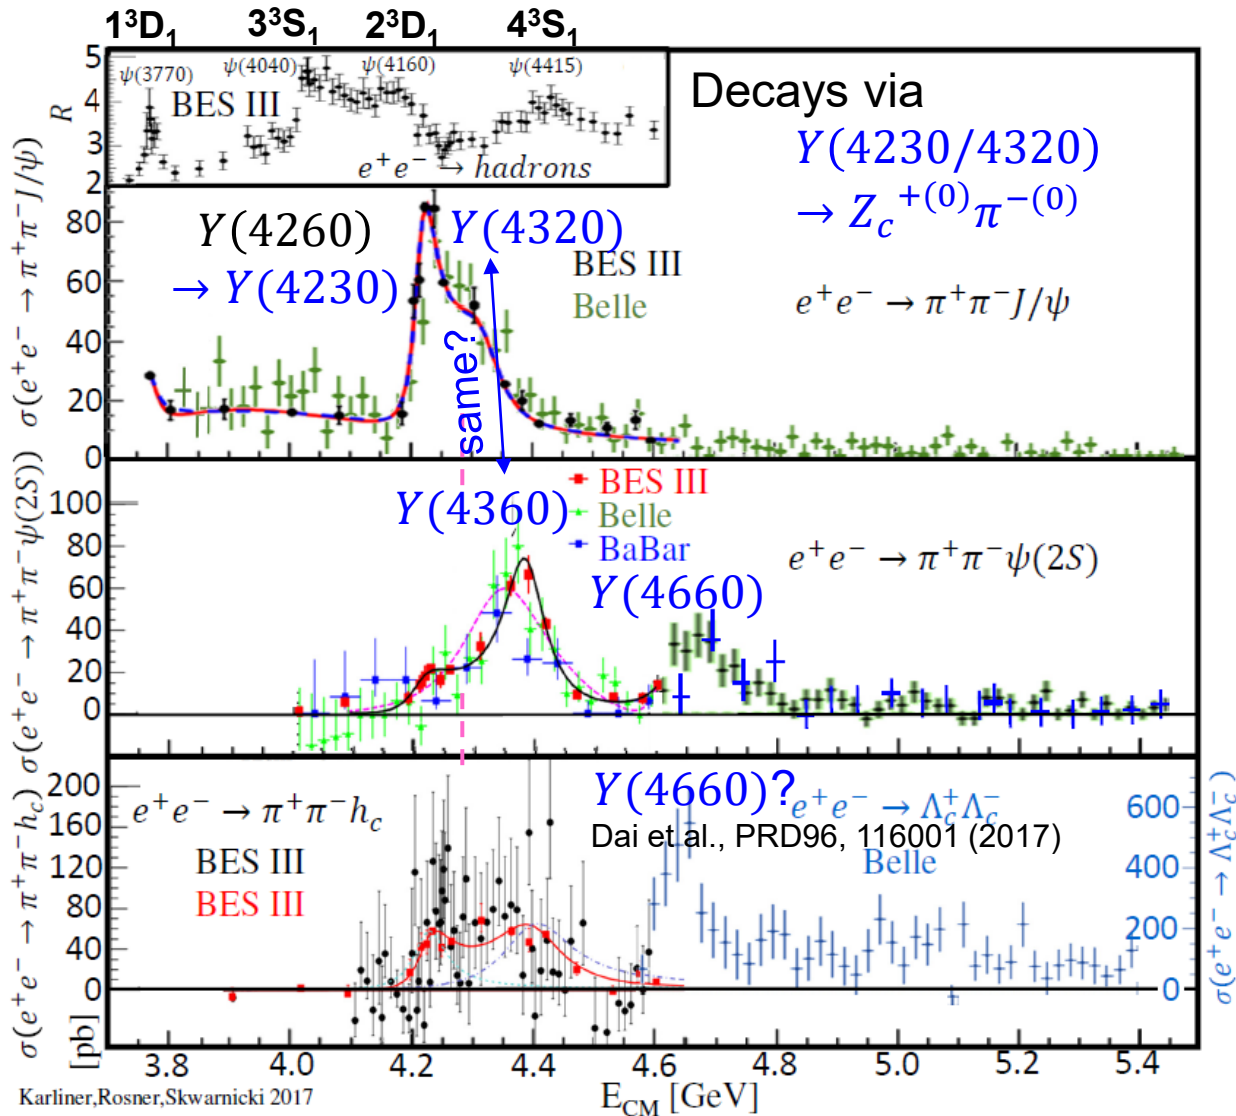 1³D₁ 3³S₁ 2³D₁ 4³S₁
5
4
3
2
R
ψ(3770) ψ(4040) ψ(4160) ψ(4415)
BES III
e⁺e⁻ → hadrons
Decays via
Y(4230/4320)
→ Z_c⁺⁽⁰⁾π⁻⁽⁰⁾
σ(e⁺e⁻ → π⁺π⁻J/ψ)
80
60
40
20
0
Y(4260)
→ Y(4230)
Y(4320)
BES III
Belle
e⁺e⁻ → π⁺π⁻J/ψ
same?
σ(e⁺e⁻ → π⁺π⁻ψ(2S))
100
80
60
40
20
0
Y(4360)
BES III
Belle
BaBar
e⁺e⁻ → π⁺π⁻ψ(2S)
Y(4660)
σ(e⁺e⁻ → π⁺π⁻h_c)
[pb]
200
160
120
80
40
0
e⁺e⁻ → π⁺π⁻h_c
BES III
BES III
Y(4660)?
e⁺e⁻ → Λ_c⁺Λ_c⁻
Dai et al., PRD96, 116001 (2017)
Belle
600
400
200
0
σ(e⁺e⁻ → Λ_c⁺Λ_c⁻)
3.8 4.0 4.2 4.4 4.6 4.8 5.0 5.2 5.4
E_CM [GeV]
Karliner,Rosner,Skwarnicki 2017